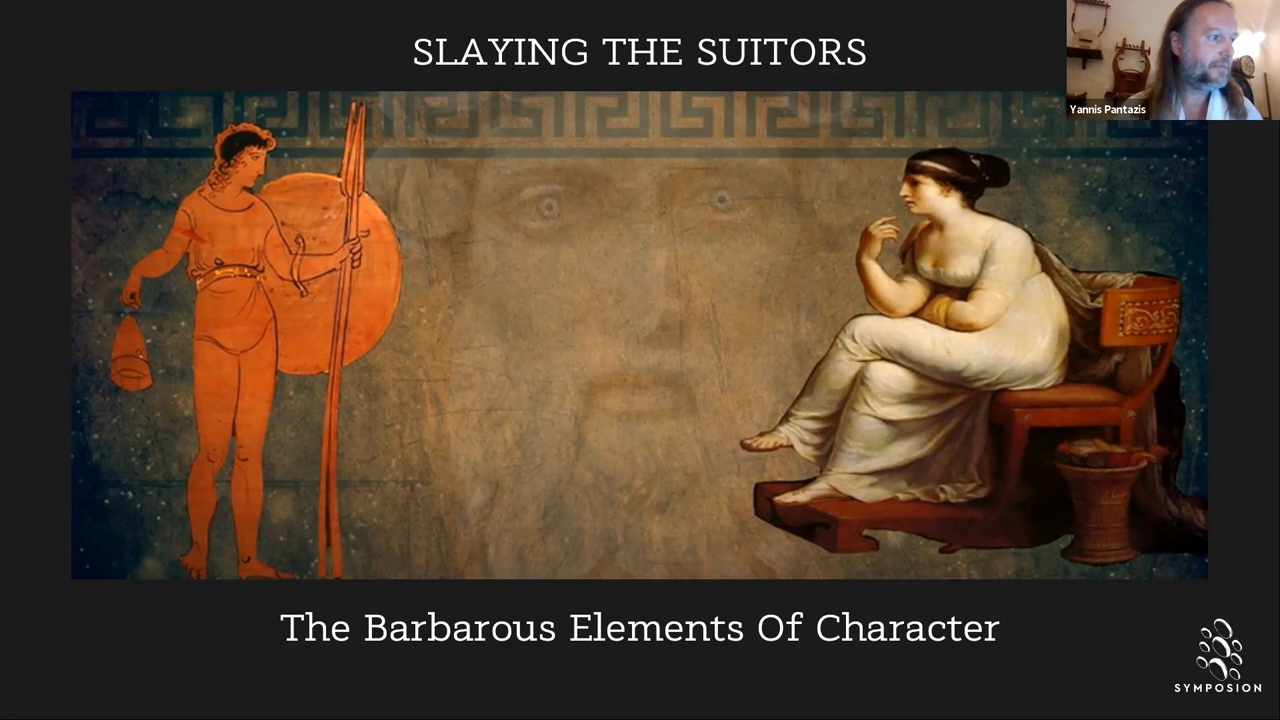 SLAYING THE SUITORS
Yannis Pantazis
The Barbarous Elements Of Character
SYMPOSION